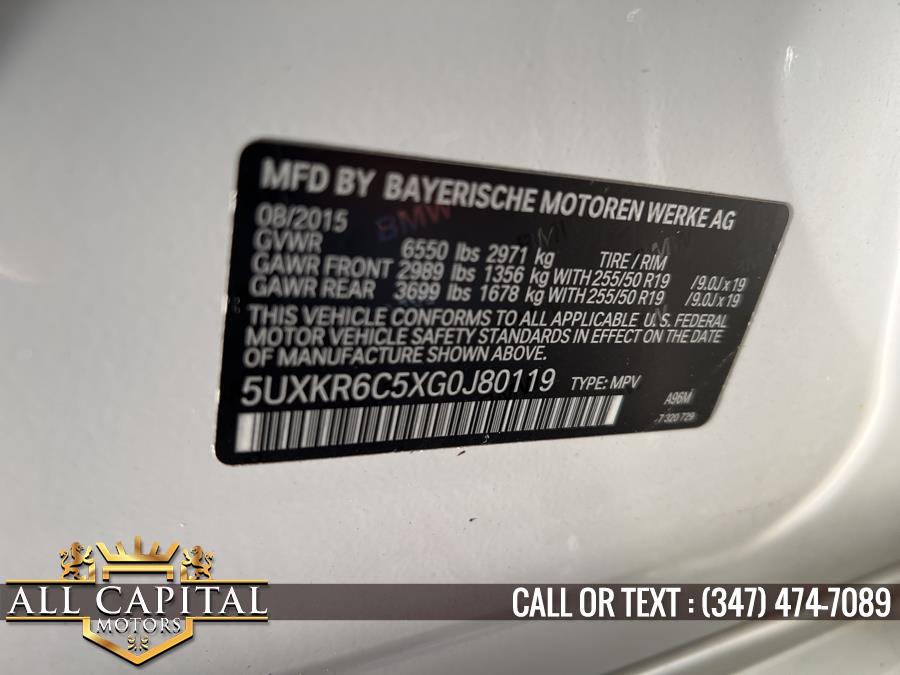 MFD BY BAYERISCHE MOTOREN WERKE AG
08/2015 BMW
GVWR 6550 lbs 2971 kg TIRE / RIM
GAWR FRONT 2989 lbs 1356 kg WITH 255/50 R19 /9.0J x 19
GAWR REAR 3699 lbs 1678 kg WITH 255/50 R19 /9.0J x 19
THIS VEHICLE CONFORMS TO ALL APPLICABLE U.S. FEDERAL
MOTOR VEHICLE SAFETY STANDARDS IN EFFECT ON THE DATE
OF MANUFACTURE SHOWN ABOVE.
5UXKR6C5XG0J80119 TYPE: MPV
A96M
7 320 729
ALL CAPITAL
MOTORS
CALL OR TEXT : (347) 474-7089